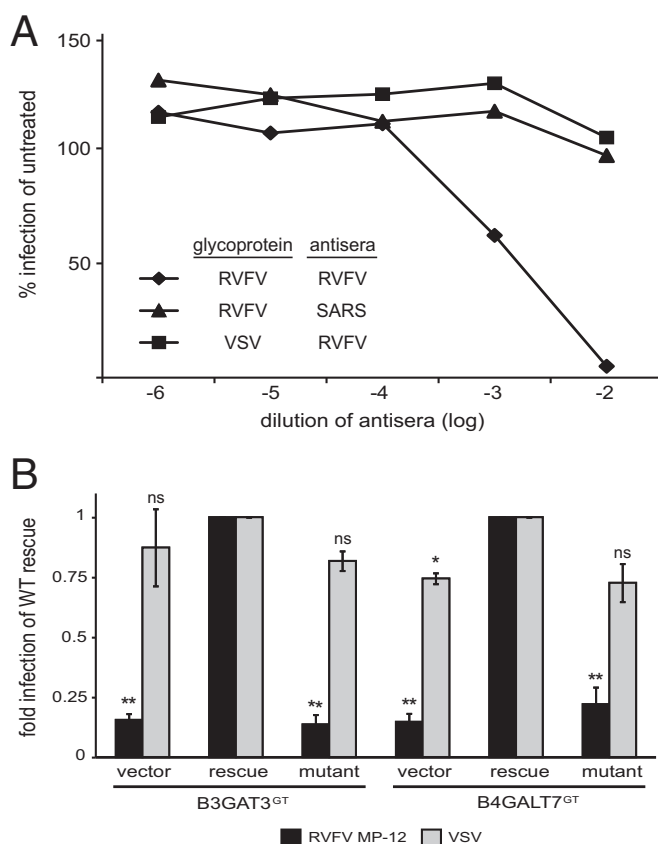 A
150
100
50
% infection of untreated
glycoprotein antisera
RVFV RVFV
RVFV SARS
VSV RVFV
-6 -5 -4 -3 -2
dilution of antisera (log)
B
fold infection of WT rescue
1
0.75
0.5
0.25
0
** ns ** ns ** * ** ns
vector rescue mutant vector rescue mutant
B3GAT3GT B4GALT7GT
RVFV MP-12 VSV